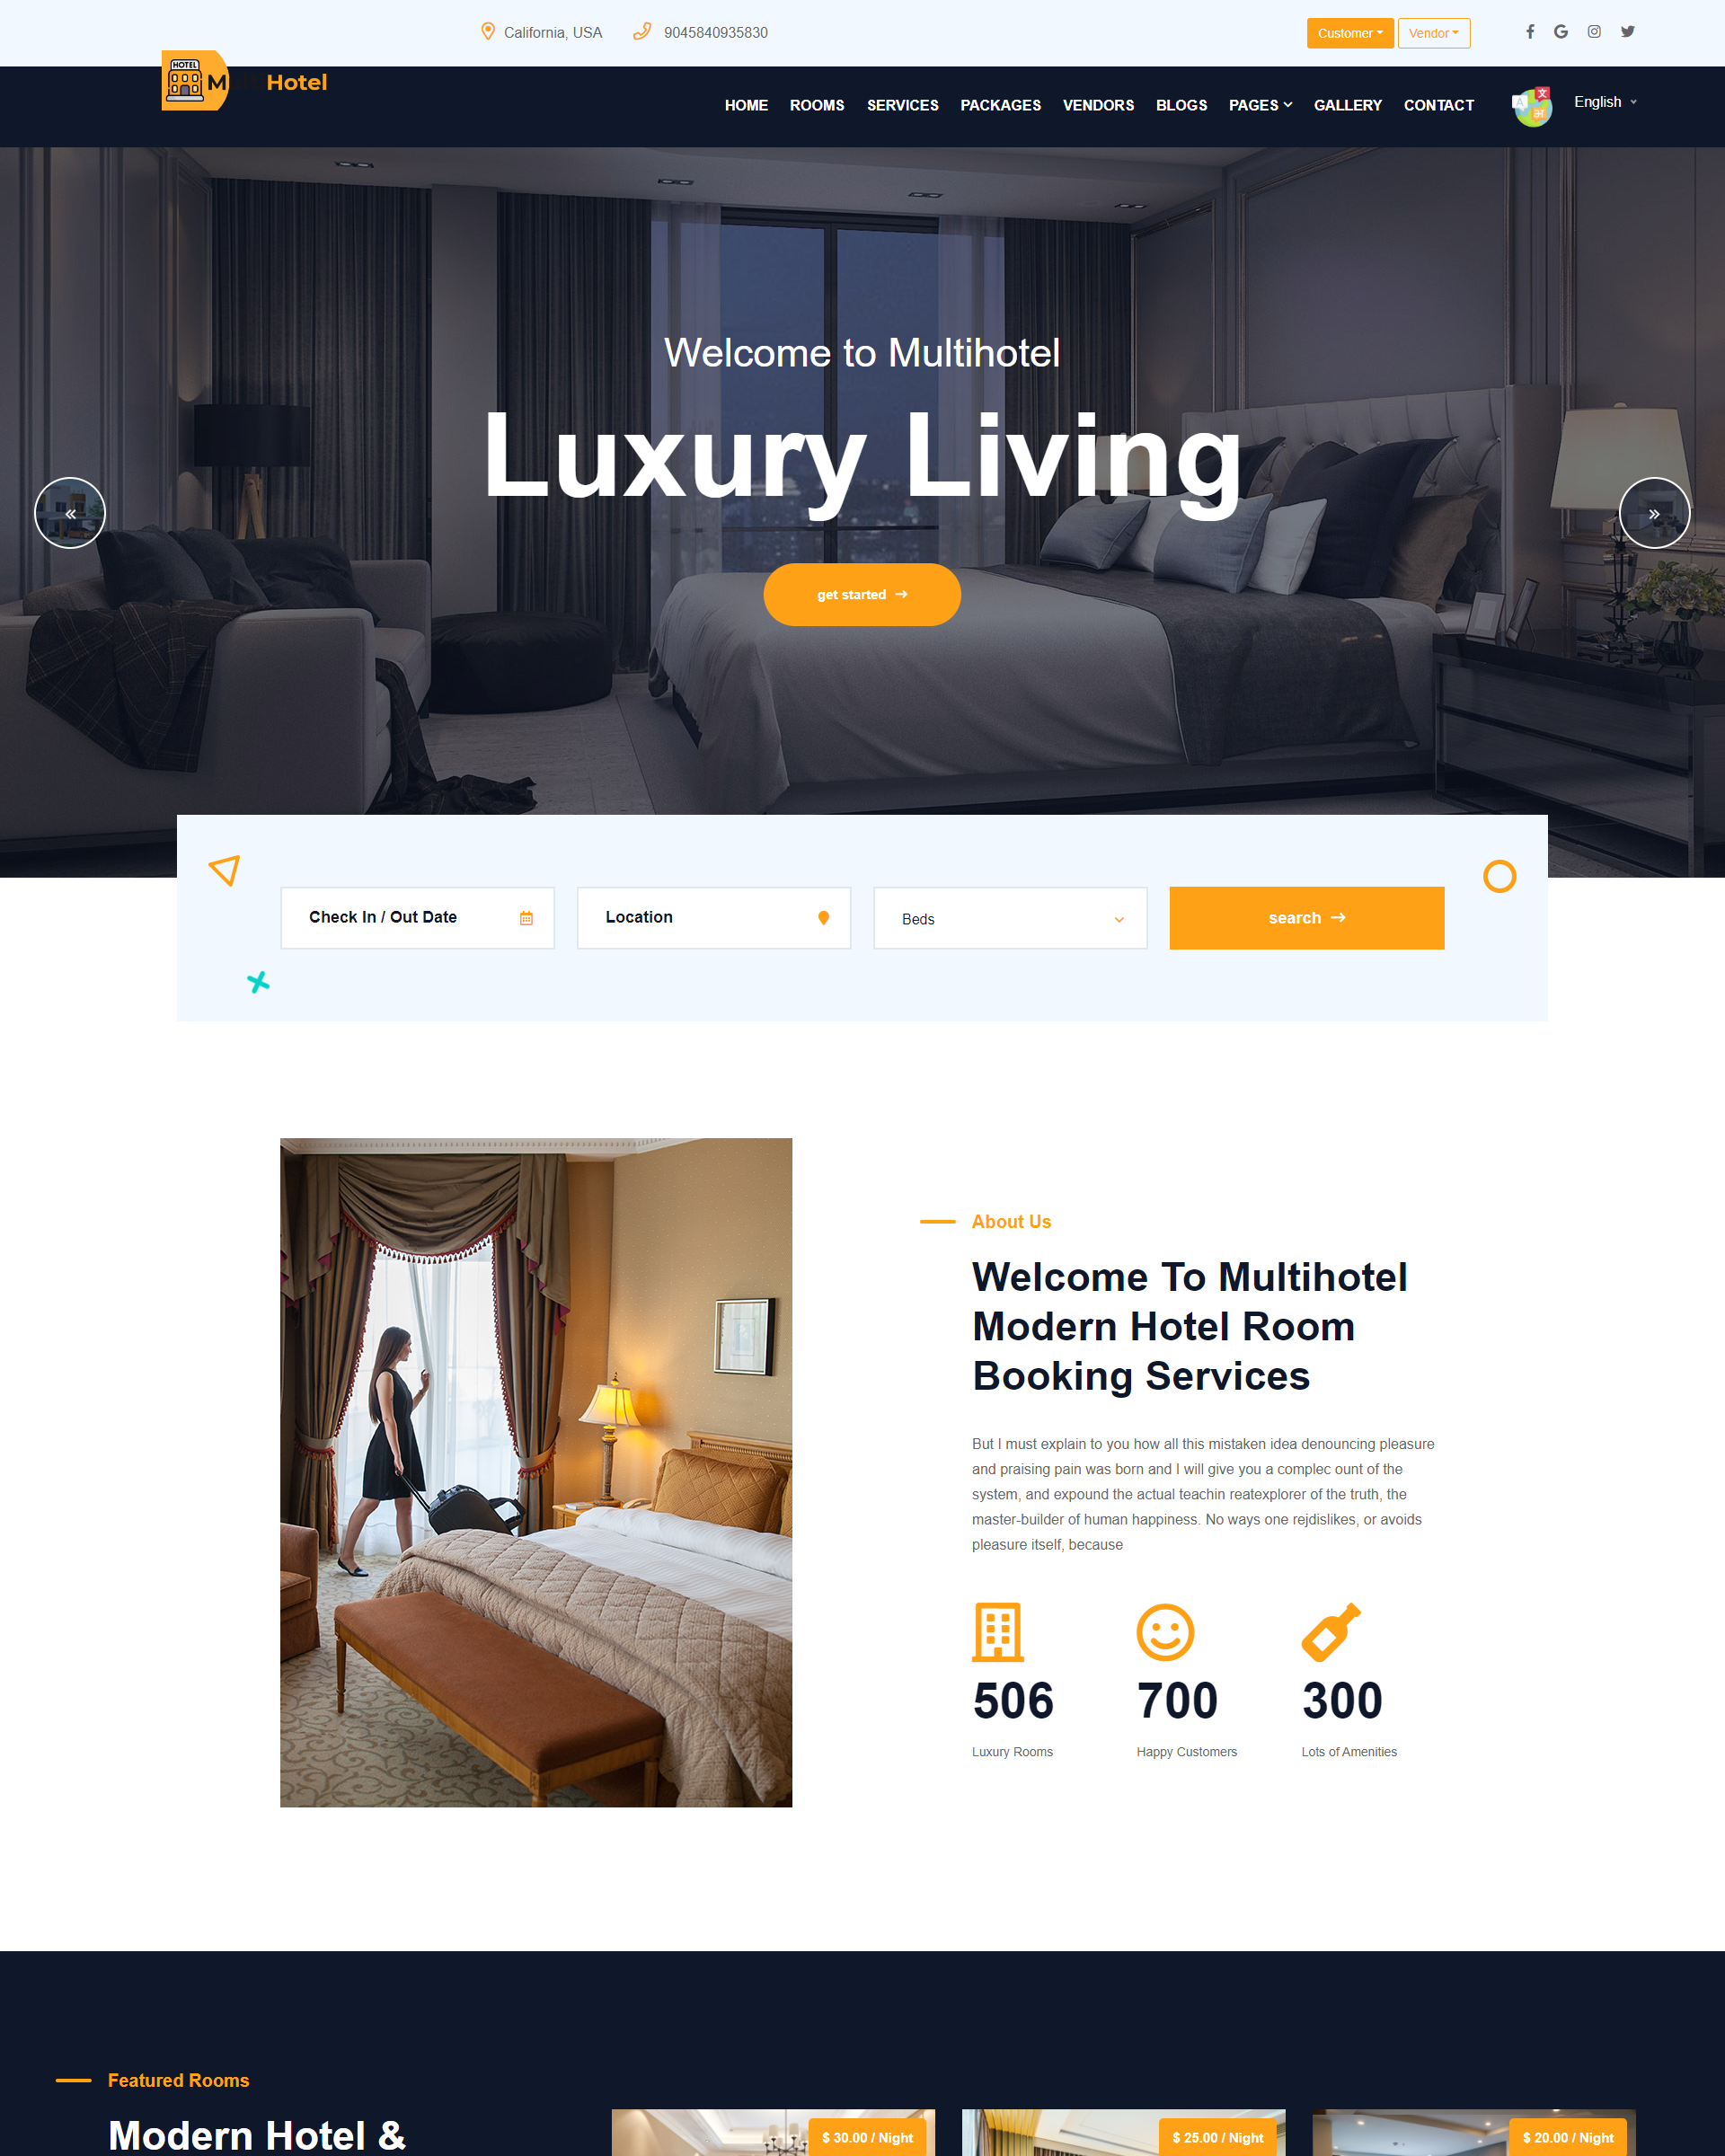 California, USA
9045840935830
Customer
Vendor
HOTEL
Hotel
HOME
ROOMS
SERVICES
PACKAGES
VENDORS
BLOGS
PAGES
GALLERY
CONTACT
English
Welcome to Multihotel
Luxury Living
get started
Check In / Out Date
Location
Beds
search
About Us
Welcome To Multihotel
Modern Hotel Room
Booking Services
But I must explain to you how all this mistaken idea denouncing pleasure
and praising pain was born and I will give you a complec ount of the
system, and expound the actual teachin reatexplorer of the truth, the
master-builder of human happiness. No ways one rejdislikes, or avoids
pleasure itself, because
506
700
300
Luxury Rooms
Happy Customers
Lots of Amenities
Featured Rooms
Modern Hotel &
$ 30.00 / Night
$ 25.00 / Night
$ 20.00 / Night